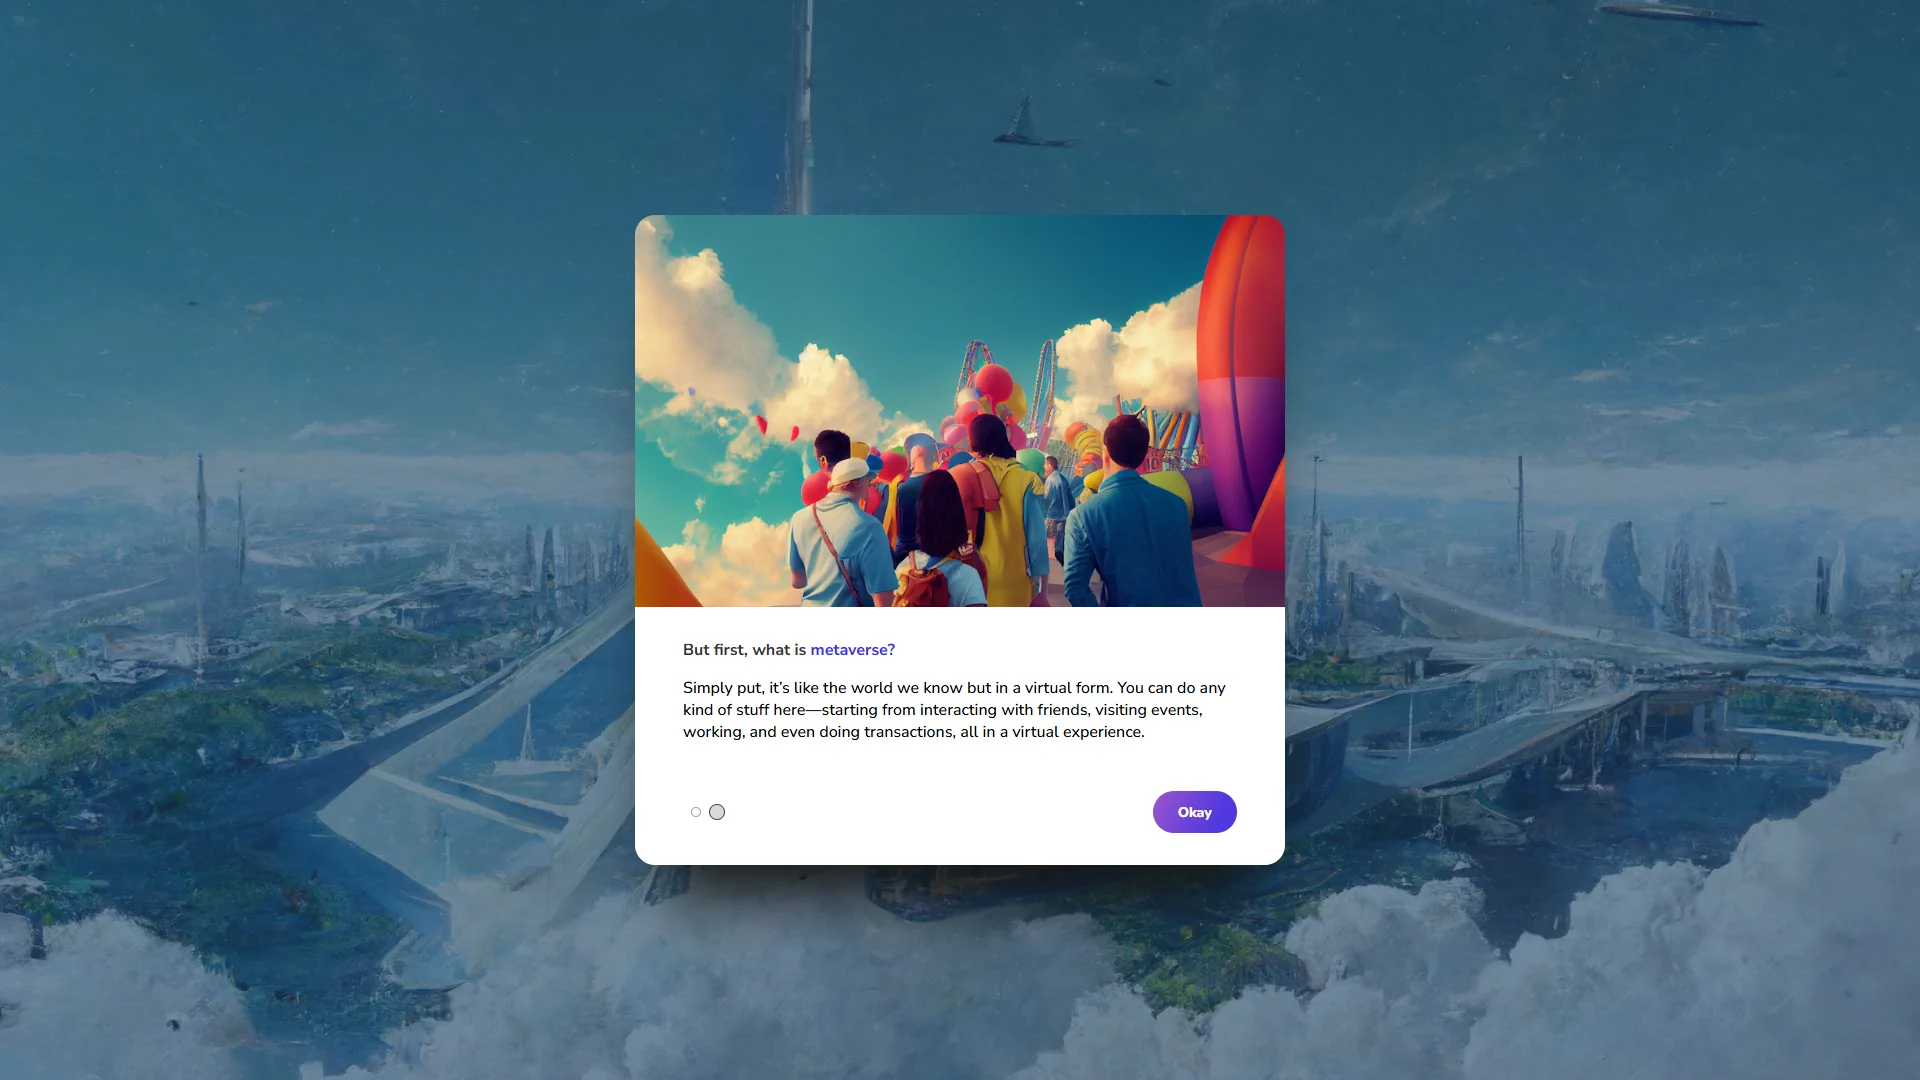 But first, what is metaverse?
Simply put, it’s like the world we know but in a virtual form. You can do any
kind of stuff here—starting from interacting with friends, visiting events,
working, and even doing transactions, all in a virtual experience.
Okay